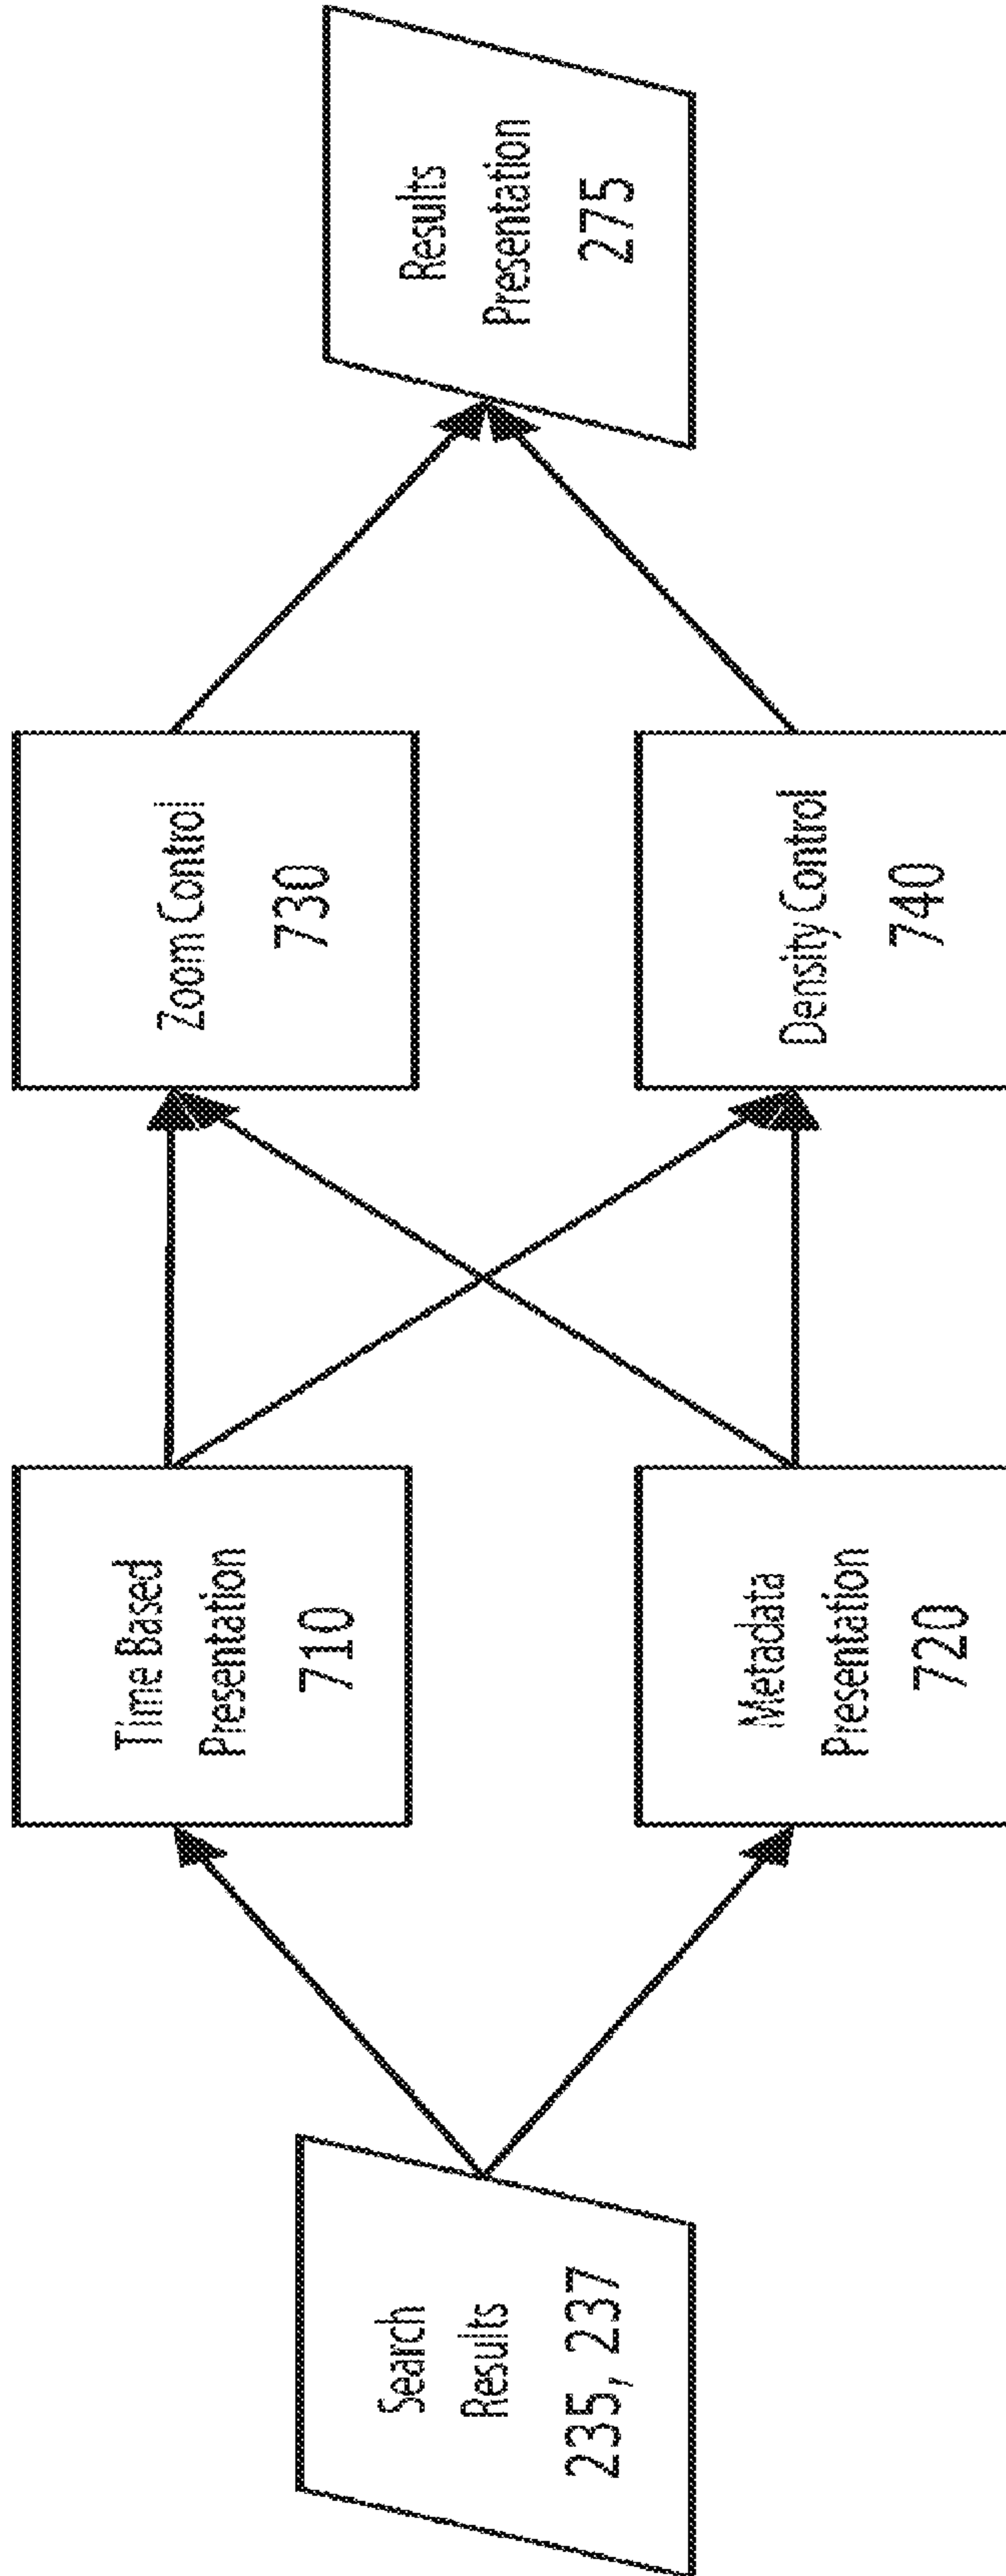 Search
Results
235, 237
Time Based
Presentation
710
Metadata
Presentation
720
Zoom Control
730
Density Control
740
Results
Presentation
275